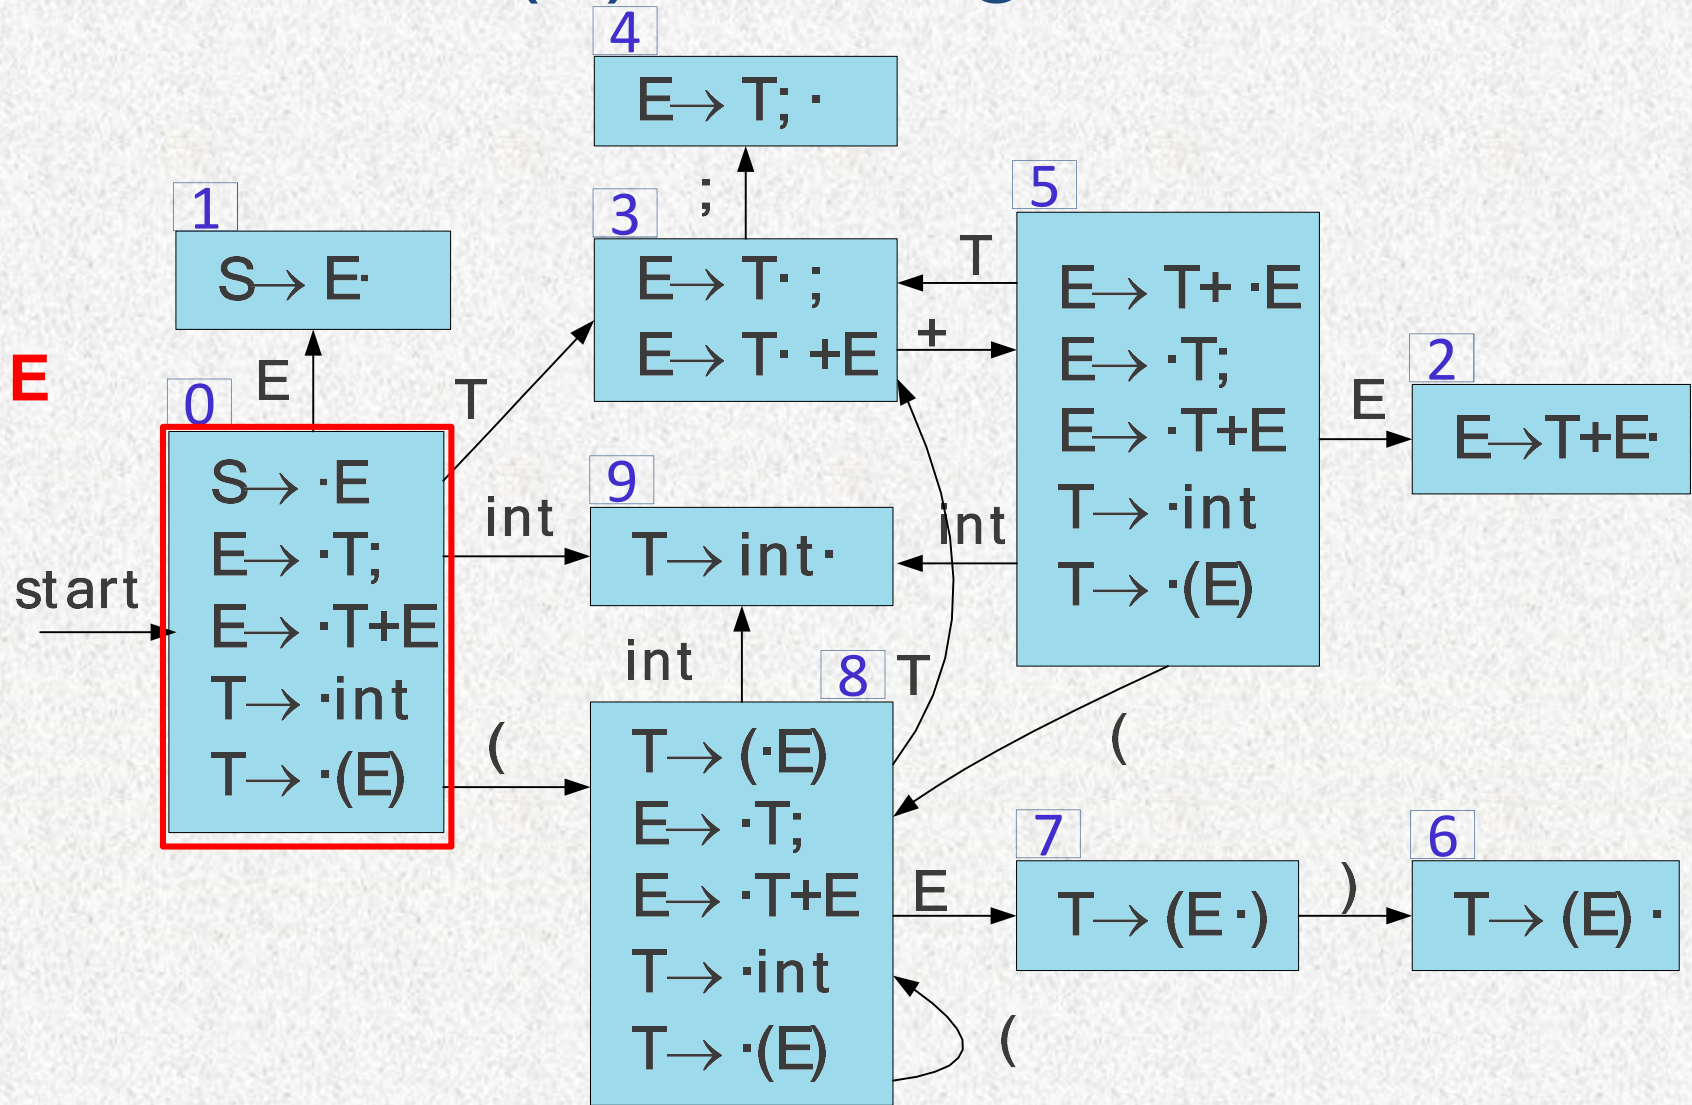 4
E→ T; ·
;
1
S→ E·
3
E→ T· ;
E→ T· +E
T
+
5
E→ T+ ·E
E→ ·T;
E→ ·T+E
T→ ·int
T→ ·(E)
E
2
E→T+E·
E
E
T
0
S→ ·E
E→ ·T;
E→ ·T+E
T→ ·int
T→ ·(E)
start
int
9
T→ int·
int
int
(
8
T
T→ (·E)
E→ ·T;
E→ ·T+E
T→ ·int
T→ ·(E)
(
E
7
T→ (E·)
)
6
T→ (E) ·
(